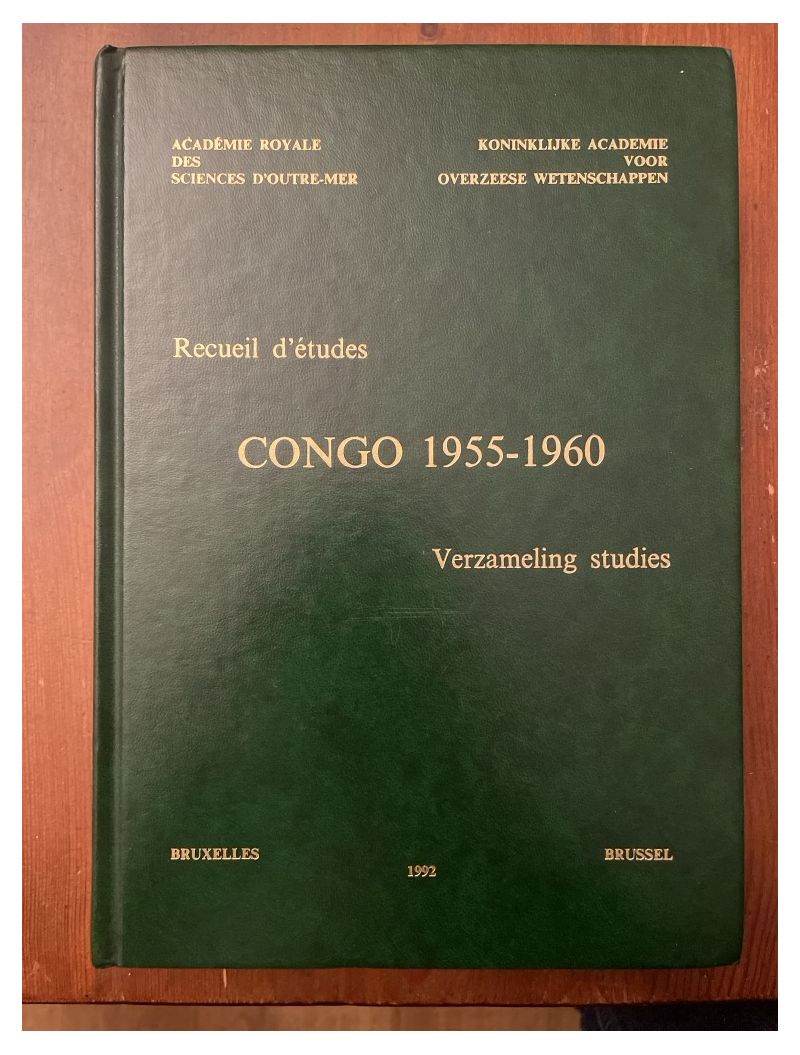 ACADÉMIE ROYALE
DES
SCIENCES D'OUTRE-MER
KONINKLIJKE ACADEMIE
VOOR
OVERZEESE WETENSCHAPPEN
Recueil d'études
CONGO 1955-1960
Verzameling studies
BRUXELLES
1992
BRUSSEL